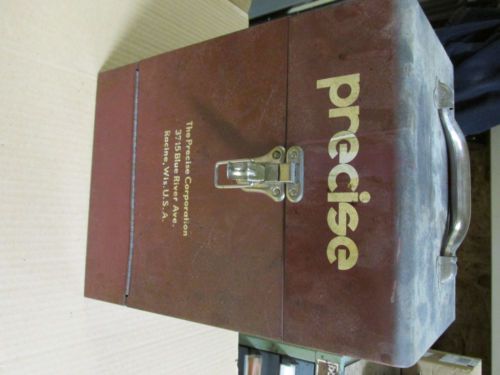 precise
The Precise Corporation
3715 Blue River Ave.
Racine, Wis. U.S.A.